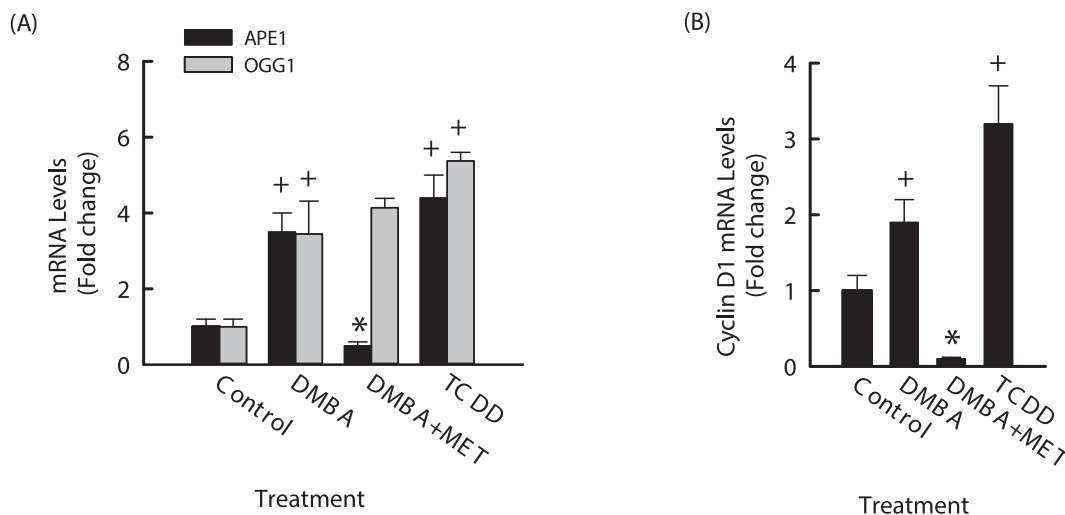 (A)
APE1
OGG1
8
6
4
2
0
mRNA Levels
(Fold change)
+
+
*
+
+
Control
DMBA
DMBA+MET
TCDD
Treatment
(B)
4
3
2
1
0
Cyclin D1 mRNA Levels
(Fold change)
+
*
+
Control
DMBA
DMBA+MET
TCDD
Treatment